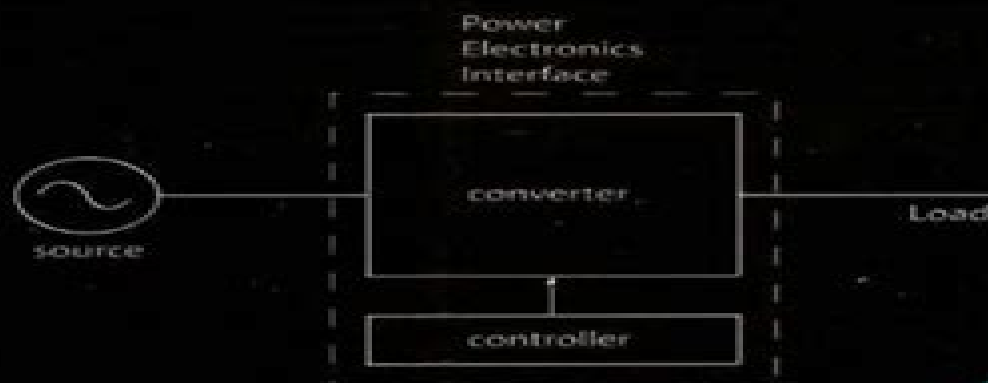 Power
Electronics
Interface
converter
Load
source
controller